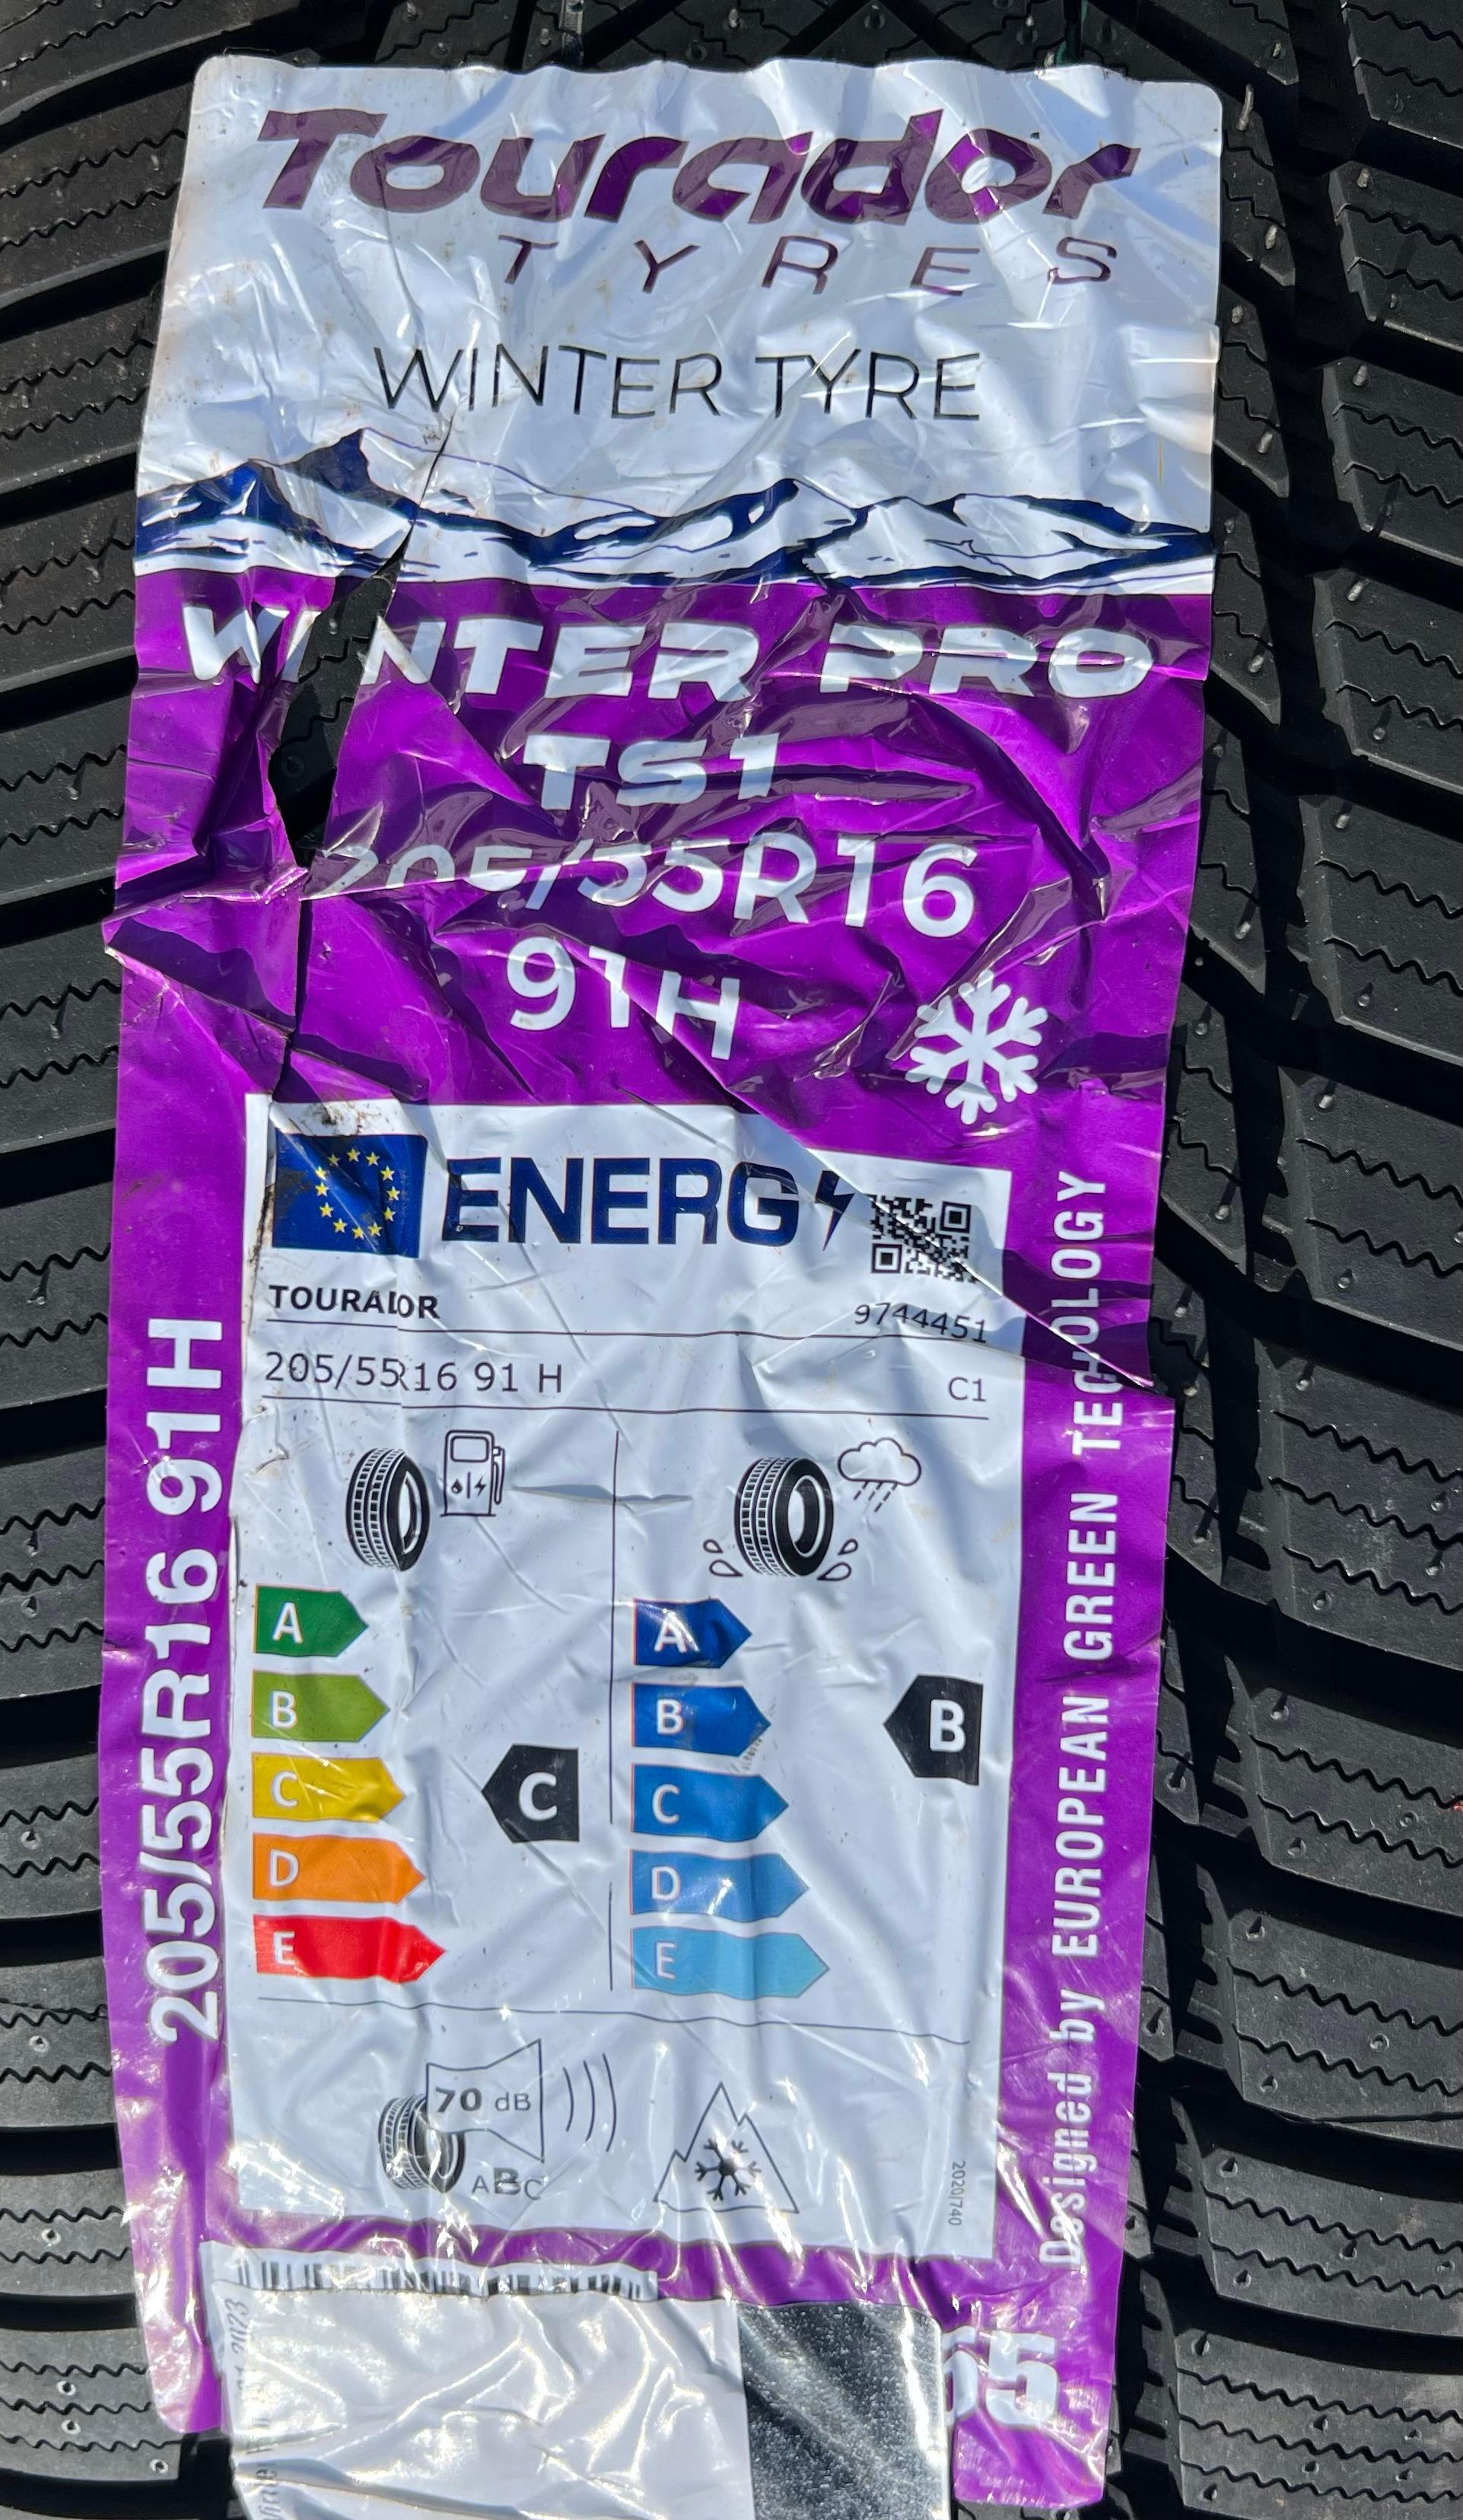 Tourador
TYRES
WINTER TYRE
WINTER PRO
TS1
205/55R16
91H
ENERG
TOURADOR
9744451
205/55R16 91 H
C1
A
B
C
D
E
C
A
B
C
D
E
B
70 dB
ABC
2020/740
205/55R16 91H
Designed by EUROPEAN GREEN TECHNOLOGY
55